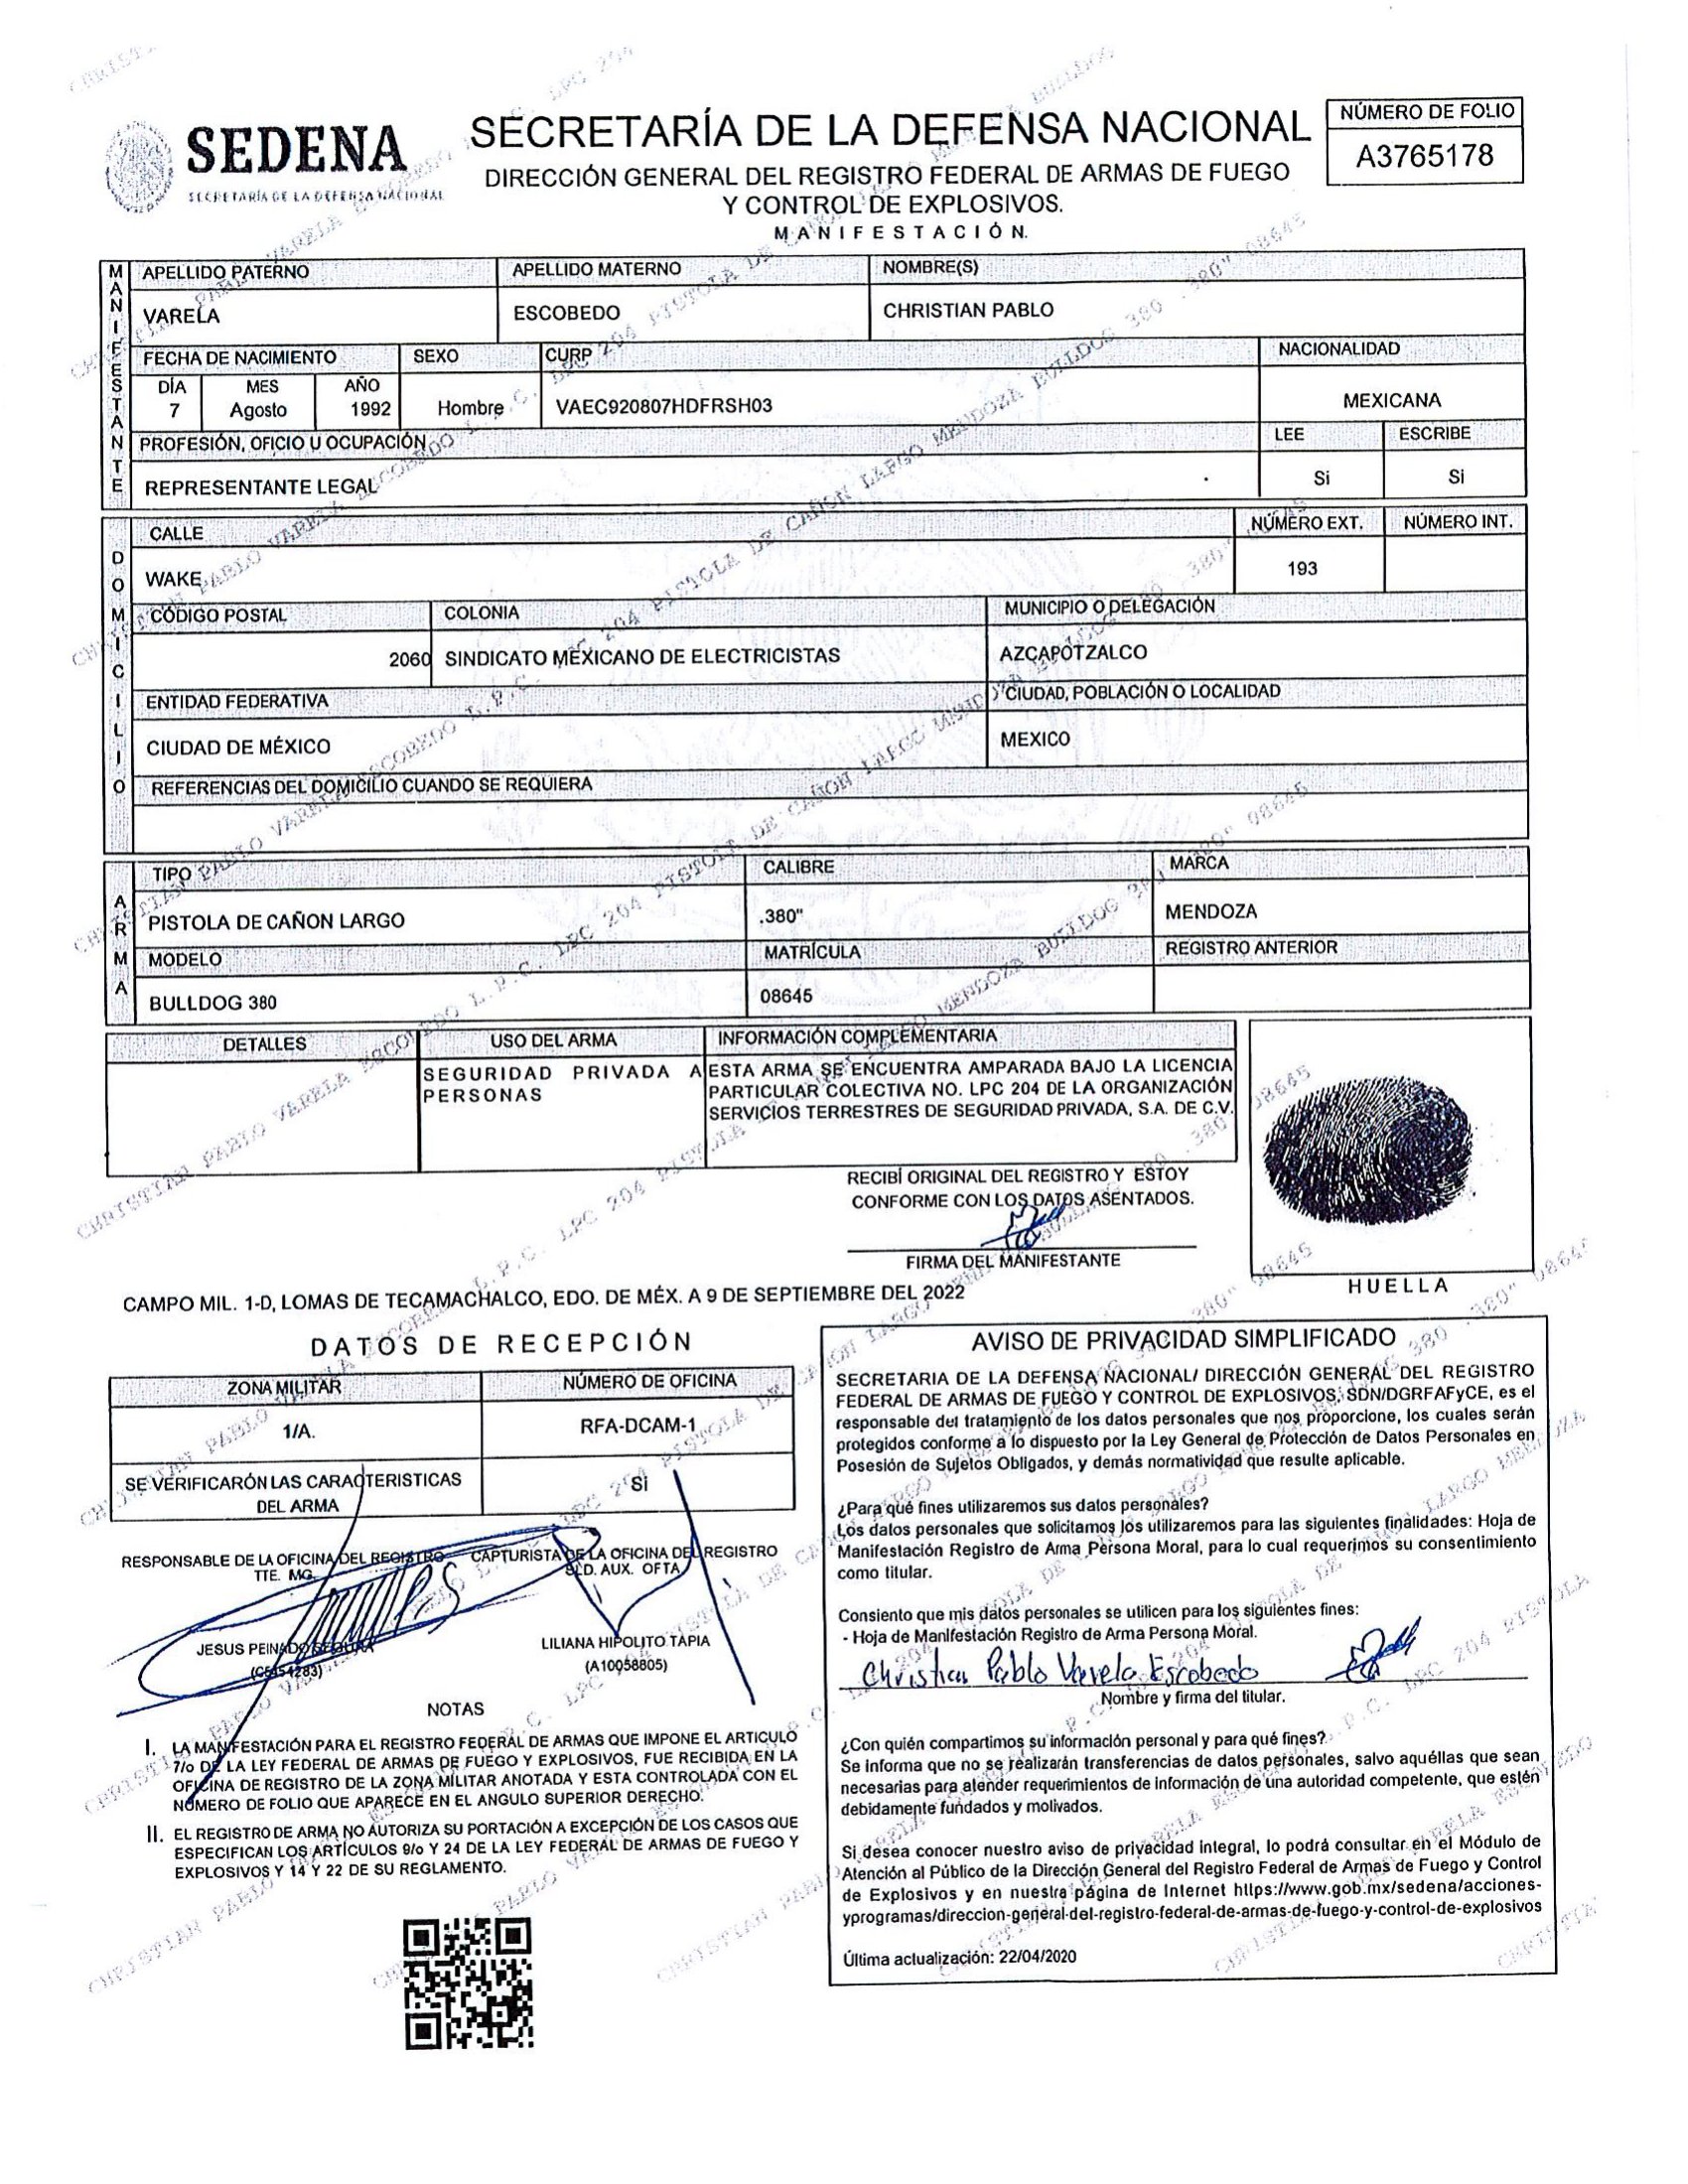 SEDENA
SECRETARÍA DE LA DEFENSA NACIONAL
SECRETARÍA DE LA DEFENSA NACIONAL
DIRECCIÓN GENERAL DEL REGISTRO FEDERAL DE ARMAS DE FUEGO
Y CONTROL DE EXPLOSIVOS.
MANIFESTACIÓN.
NÚMERO DE FOLIO
A3765178
MANIFESTANTE
APELLIDO PATERNO APELLIDO MATERNO NOMBRE(S)
VARELA ESCOBEDO CHRISTIAN PABLO
FECHA DE NACIMIENTO SEXO CURP NACIONALIDAD
DÍA MES AÑO
7 Agosto 1992 Hombre VAEC920807HDFRSH03 MEXICANA
PROFESIÓN, OFICIO U OCUPACIÓN LEE ESCRIBE
REPRESENTANTE LEGAL Si Si
DOMICILIO
CALLE NÚMERO EXT. NÚMERO INT.
WAKE 193
CÓDIGO POSTAL COLONIA MUNICIPIO O DELEGACIÓN
2060 SINDICATO MEXICANO DE ELECTRICISTAS AZCAPOTZALCO
ENTIDAD FEDERATIVA CIUDAD, POBLACIÓN O LOCALIDAD
CIUDAD DE MÉXICO MEXICO
REFERENCIAS DEL DOMICILIO CUANDO SE REQUIERA
ARMA
TIPO CALIBRE MARCA
PISTOLA DE CAÑON LARGO .380" MENDOZA
MODELO MATRÍCULA REGISTRO ANTERIOR
BULLDOG 380 08645
DETALLES USO DEL ARMA INFORMACIÓN COMPLEMENTARIA
SEGURIDAD PRIVADA A
PERSONAS
ESTA ARMA SE ENCUENTRA AMPARADA BAJO LA LICENCIA
PARTICULAR COLECTIVA NO. LPC 204 DE LA ORGANIZACIÓN
SERVICIOS TERRESTRES DE SEGURIDAD PRIVADA, S.A. DE C.V.
RECIBÍ ORIGINAL DEL REGISTRO Y ESTOY
CONFORME CON LOS DATOS ASENTADOS.
FIRMA DEL MANIFESTANTE
HUELLA
CAMPO MIL. 1-D, LOMAS DE TECAMACHALCO, EDO. DE MÉX. A 9 DE SEPTIEMBRE DEL 2022
DATOS DE RECEPCIÓN
ZONA MILITAR NÚMERO DE OFICINA
1/A. RFA-DCAM-1
SE VERIFICARÓN LAS CARACTERISTICAS
DEL ARMA
Si
RESPONSABLE DE LA OFICINA DEL REGISTRO
TTE. MG.
JESUS PEINADO SEGURA
CAPTURISTA DE LA OFICINA DEL REGISTRO
SLD. AUX. OFTA
LILIANA HIPOLITO TAPIA
(A10058805)
NOTAS
I. LA MANIFESTACIÓN PARA EL REGISTRO FEDERAL DE ARMAS QUE IMPONE EL ARTICULO
7/o DE LA LEY FEDERAL DE ARMAS DE FUEGO Y EXPLOSIVOS, FUE RECIBIDA EN LA
OFICINA DE REGISTRO DE LA ZONA MILITAR ANOTADA Y ESTA CONTROLADA CON EL
NÚMERO DE FOLIO QUE APARECE EN EL ANGULO SUPERIOR DERECHO.
II. EL REGISTRO DE ARMA NO AUTORIZA SU PORTACIÓN A EXCEPCIÓN DE LOS CASOS QUE
ESPECIFICAN LOS ARTÍCULOS 9/o Y 24 DE LA LEY FEDERAL DE ARMAS DE FUEGO Y
EXPLOSIVOS Y 14 Y 22 DE SU REGLAMENTO.
AVISO DE PRIVACIDAD SIMPLIFICADO
SECRETARIA DE LA DEFENSA NACIONAL/ DIRECCIÓN GENERAL DEL REGISTRO
FEDERAL DE ARMAS DE FUEGO Y CONTROL DE EXPLOSIVOS, SDN/DGRFAFyCE, es el
responsable del tratamiento de los datos personales que nos proporcione, los cuales serán
protegidos conforme a lo dispuesto por la Ley General de Protección de Datos Personales en
Posesión de Sujetos Obligados, y demás normatividad que resulte aplicable.
¿Para qué fines utilizaremos sus datos personales?
Los datos personales que solicitamos los utilizaremos para las siguientes finalidades: Hoja de
Manifestación Registro de Arma Persona Moral, para lo cual requerimos su consentimiento
como titular.
Consiento que mis datos personales se utilicen para los siguientes fines:
- Hoja de Manifestación Registro de Arma Persona Moral.
Christian Pablo Varela Escobedo
Nombre y firma del titular.
¿Con quién compartimos su información personal y para qué fines?
Se informa que no se realizarán transferencias de datos personales, salvo aquéllas que sean
necesarias para atender requerimientos de información de una autoridad competente, que estén
debidamente fundados y motivados.
Si desea conocer nuestro aviso de privacidad integral, lo podrá consultar en el Módulo de
Atención al Público de la Dirección General del Registro Federal de Armas de Fuego y Control
de Explosivos y en nuestra página de Internet https://www.gob.mx/sedena/acciones-
yprogramas/direccion-general-del-registro-federal-de-armas-de-fuego-y-control-de-explosivos
Última actualización: 22/04/2020